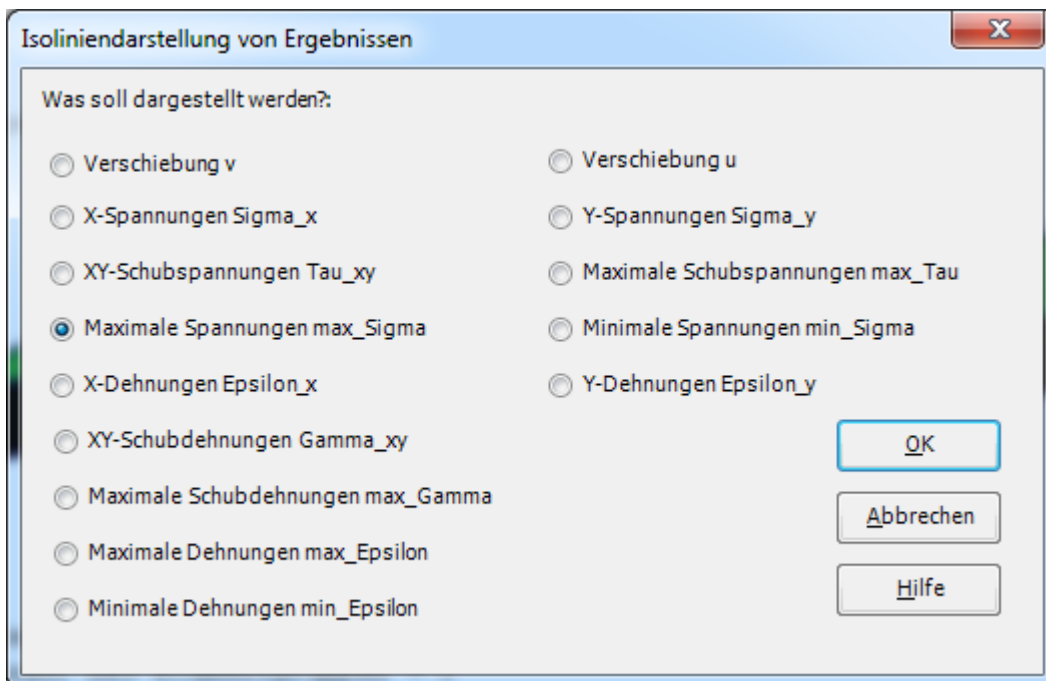 Isoliniendarstellung von Ergebnissen
Was soll dargestellt werden?:
Verschiebung v
Verschiebung u
X-Spannungen Sigma_x
Y-Spannungen Sigma_y
XY-Schubspannungen Tau_xy
Maximale Schubspannungen max_Tau
Maximale Spannungen max_Sigma
Minimale Spannungen min_Sigma
X-Dehnungen Epsilon_x
Y-Dehnungen Epsilon_y
XY-Schubdehnungen Gamma_xy
OK
Maximale Schubdehnungen max_Gamma
Abbrechen
Maximale Dehnungen max_Epsilon
Hilfe
Minimale Dehnungen min_Epsilon